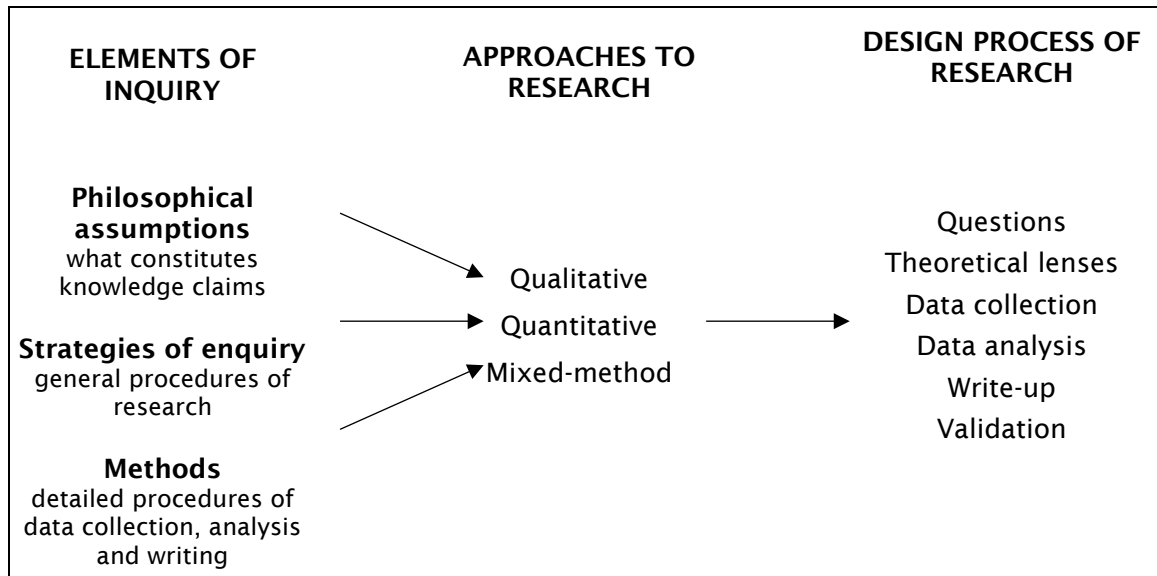 ELEMENTS OF
INQUIRY
Philosophical
assumptions
what constitutes
knowledge claims
Strategies of enquiry
general procedures of
research
Methods
detailed procedures of
data collection, analysis
and writing
APPROACHES TO
RESEARCH
Qualitative
Quantitative
Mixed-method
DESIGN PROCESS OF
RESEARCH
Questions
Theoretical lenses
Data collection
Data analysis
Write-up
Validation